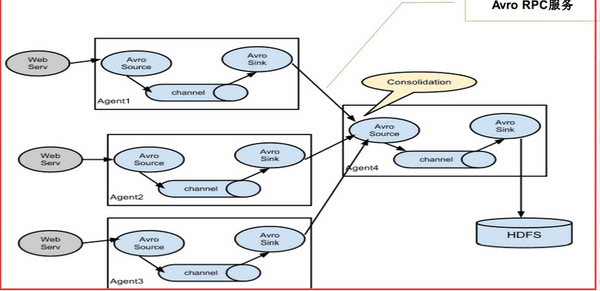 Avro RPC服务
Web
Serv
Avro
Source
Avro
Sink
channel
Agent1
Consolidation
Web
Serv
Avro
Source
Avro
Sink
channel
Agent2
Avro
Source
Avro
Sink
channel
Agent4
Web
Serv
Avro
Source
Avro
Sink
channel
Agent3
HDFS